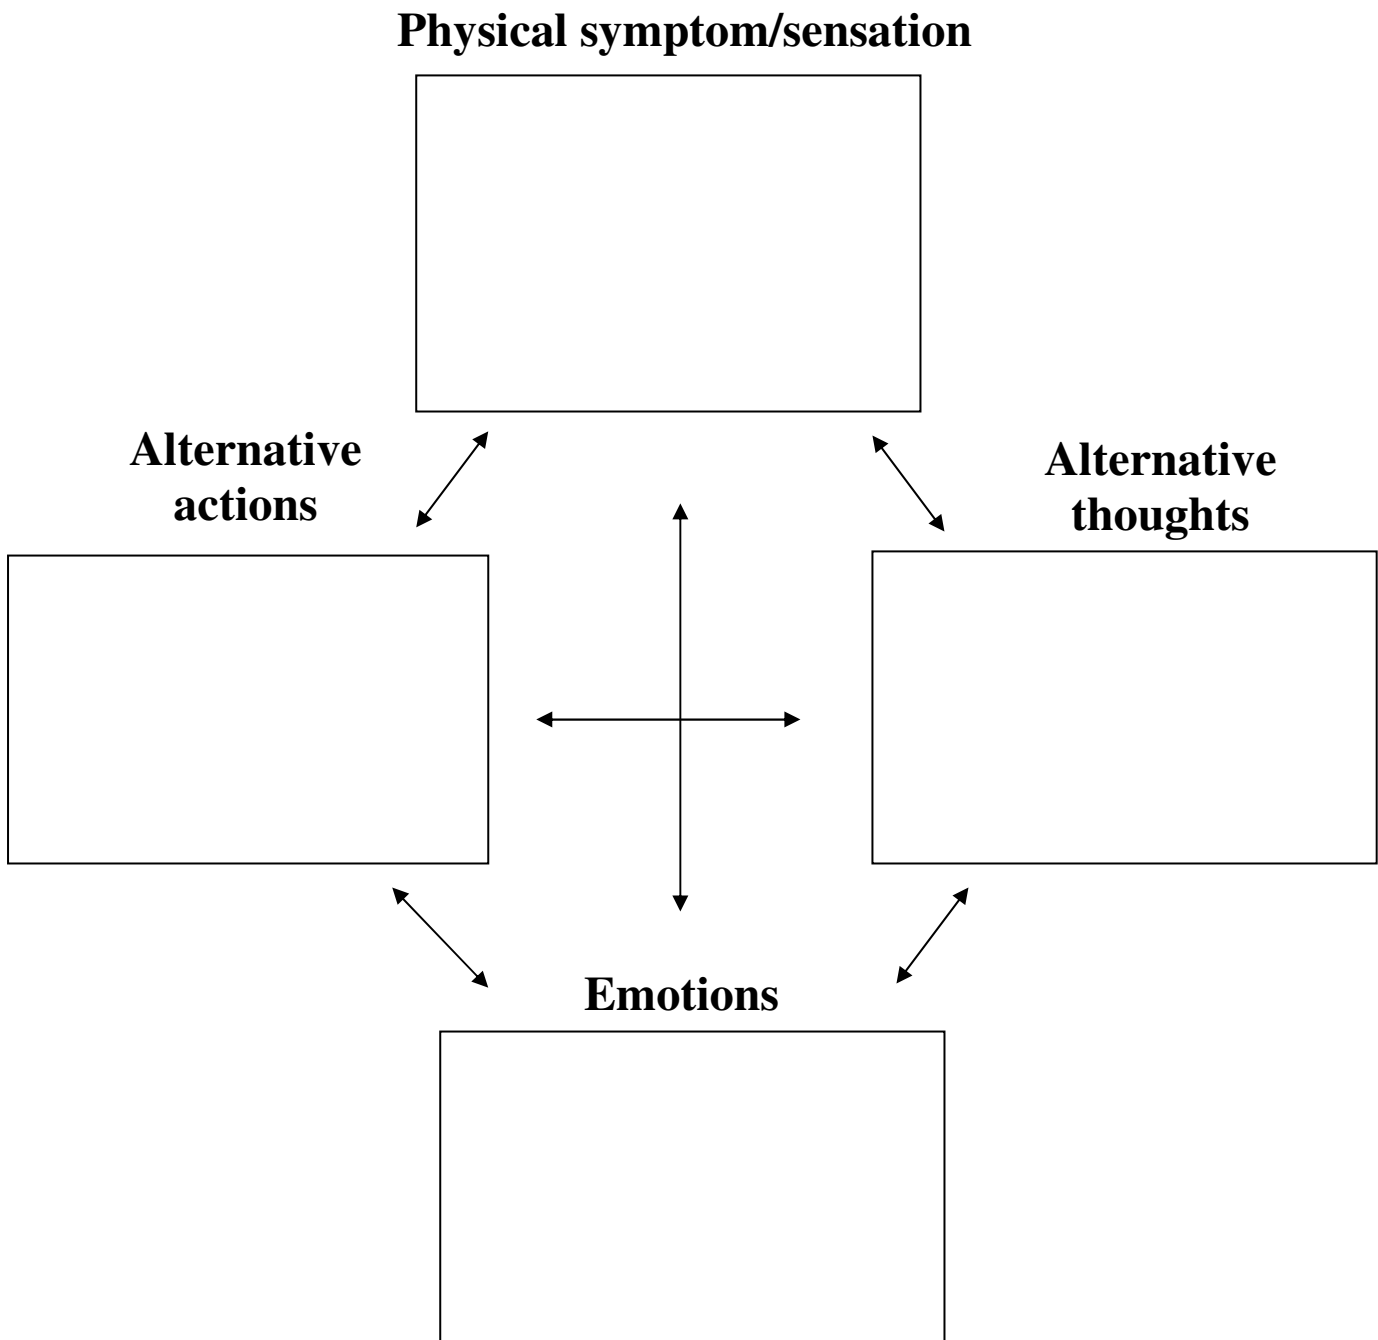 Physical symptom/sensation
Alternative
actions
Alternative
thoughts
Emotions